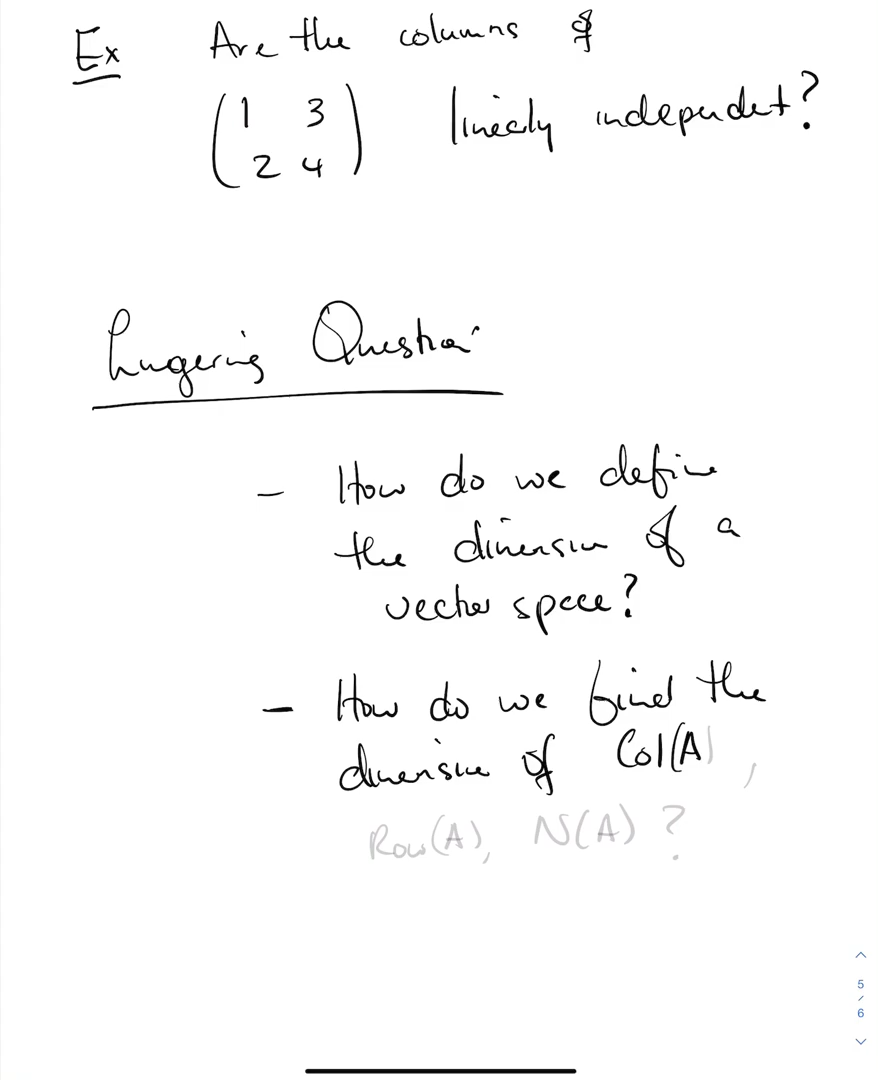 Ex Are the columns of
( 1 3
2 4 ) linearly independent?
Lingering Question
- How do we define
the dimension of a
vector space?
- How do we find the
dimension of Col(A),
Row(A), N(A)?
5
/
6